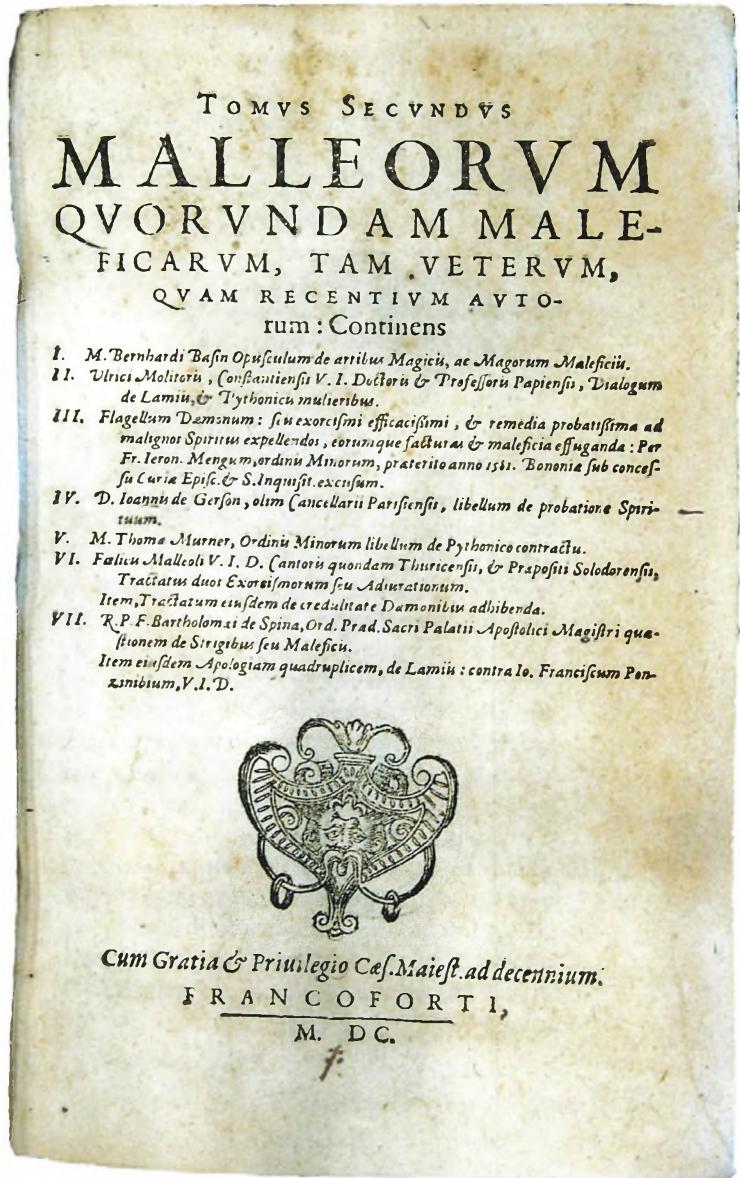 TOMVS SECVNDVS
MALLEORVM
QVORVNDAM MALE-
FICARVM, TAM VETERVM,
QVAM RECENTIVM AVTO-
rum : Continens
I. M. Bernhardi Baſin Opuſculum de artibus Magicis, ac Magorum Maleficiis.
II. Vlrici Molitoris, Conſtantienſis V. I. Doctoris & Profeſſoris Papienſis, Dialogum
de Lamiis, & Pythonicis mulieribus.
III. Flagellum Dæmonum : ſeu exorciſmi efficaciſſimi, & remedia probatiſſima ad
malignos Spiritus expellendos, eorumque facturas & maleficia effuganda : Per
Fr. Ieron. Mengum, ordinis Minorum, præterito anno 1581. Bononiæ ſub conceſ-
ſu Curiæ Epiſc. & S. Inquiſit. excuſum.
IV. D. Ioannis de Gerſon, olim Cancellarii Pariſienſis, libellum de probatione Spiri-
tuum.
V. M. Thomæ Murner, Ordinis Minorum libellum de Pythonico contractu.
VI. Fœlicis Malleoli V. I. D. Cantoris quondam Thuricenſis, & Præpoſiti Solodorenſis,
Tractatus duos Exorciſmorum ſeu Adiurationum.
Item, Tractatum eiuſdem de credulitate Dæmonibus adhibenda.
VII. R. P. F. Bartholomæi de Spina, Ord. Præd. Sacri Palatii Apoſtolici Magiſtri quæ-
ſtionem de Strigibus ſeu Maleficis.
Item eiuſdem Apologiam quadruplicem, de Lamiis : contra Io. Franciſcum Pon-
zinibium, V. I. D.
Cum Gratia & Priuilegio Cæſ. Maieſt. ad decennium.
FRANCOFORTI,
M. DC.